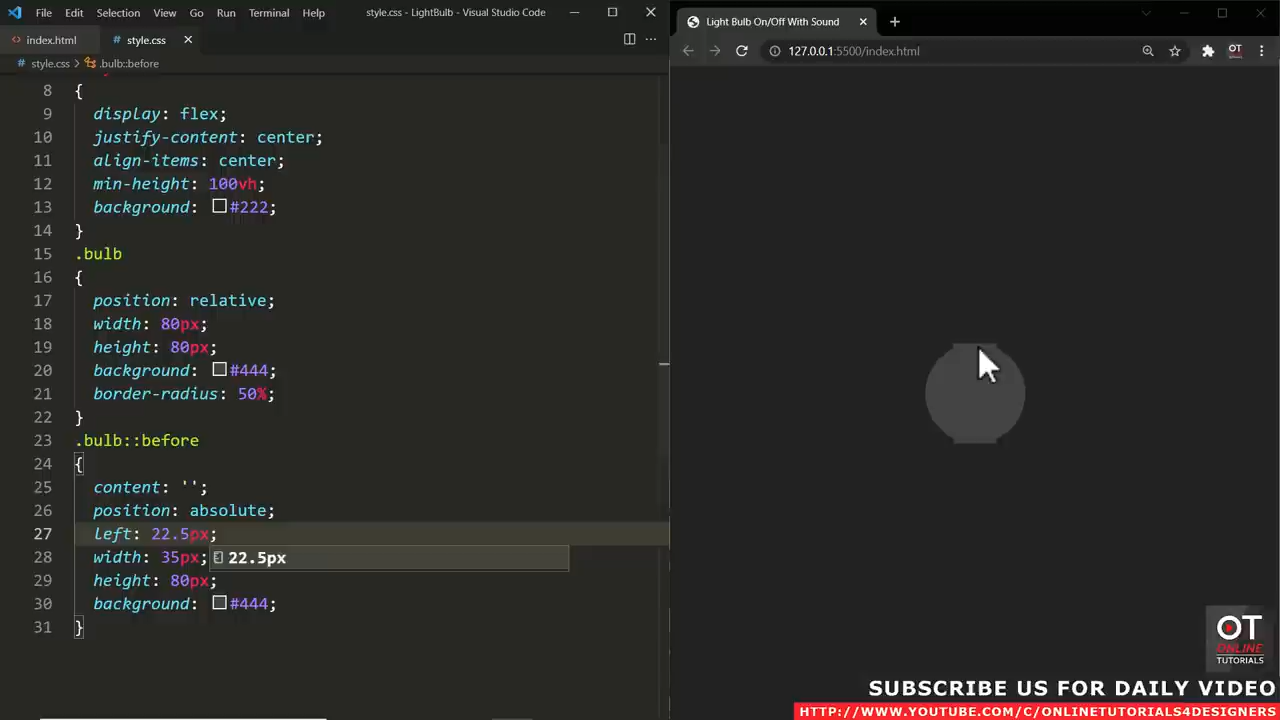 File Edit Selection View Go Run Terminal Help style.css - LightBulb - Visual Studio Code
index.html style.css
style.css > .bulb::before
8 {
9 display: flex;
10 justify-content: center;
11 align-items: center;
12 min-height: 100vh;
13 background: #222;
14 }
15 .bulb
16 {
17 position: relative;
18 width: 80px;
19 height: 80px;
20 background: #444;
21 border-radius: 50%;
22 }
23 .bulb::before
24 {
25 content: '';
26 position: absolute;
27 left: 22.5px;
28 width: 35px;
22.5px
29 height: 80px;
30 background: #444;
31 }
Light Bulb On/Off With Sound
127.0.0.1:5500/index.html
OT
OT
ONLINE
TUTORIALS
SUBSCRIBE US FOR DAILY VIDEO
HTTP://WWW.YOUTUBE.COM/C/ONLINETUTORIALS4DESIGNERS